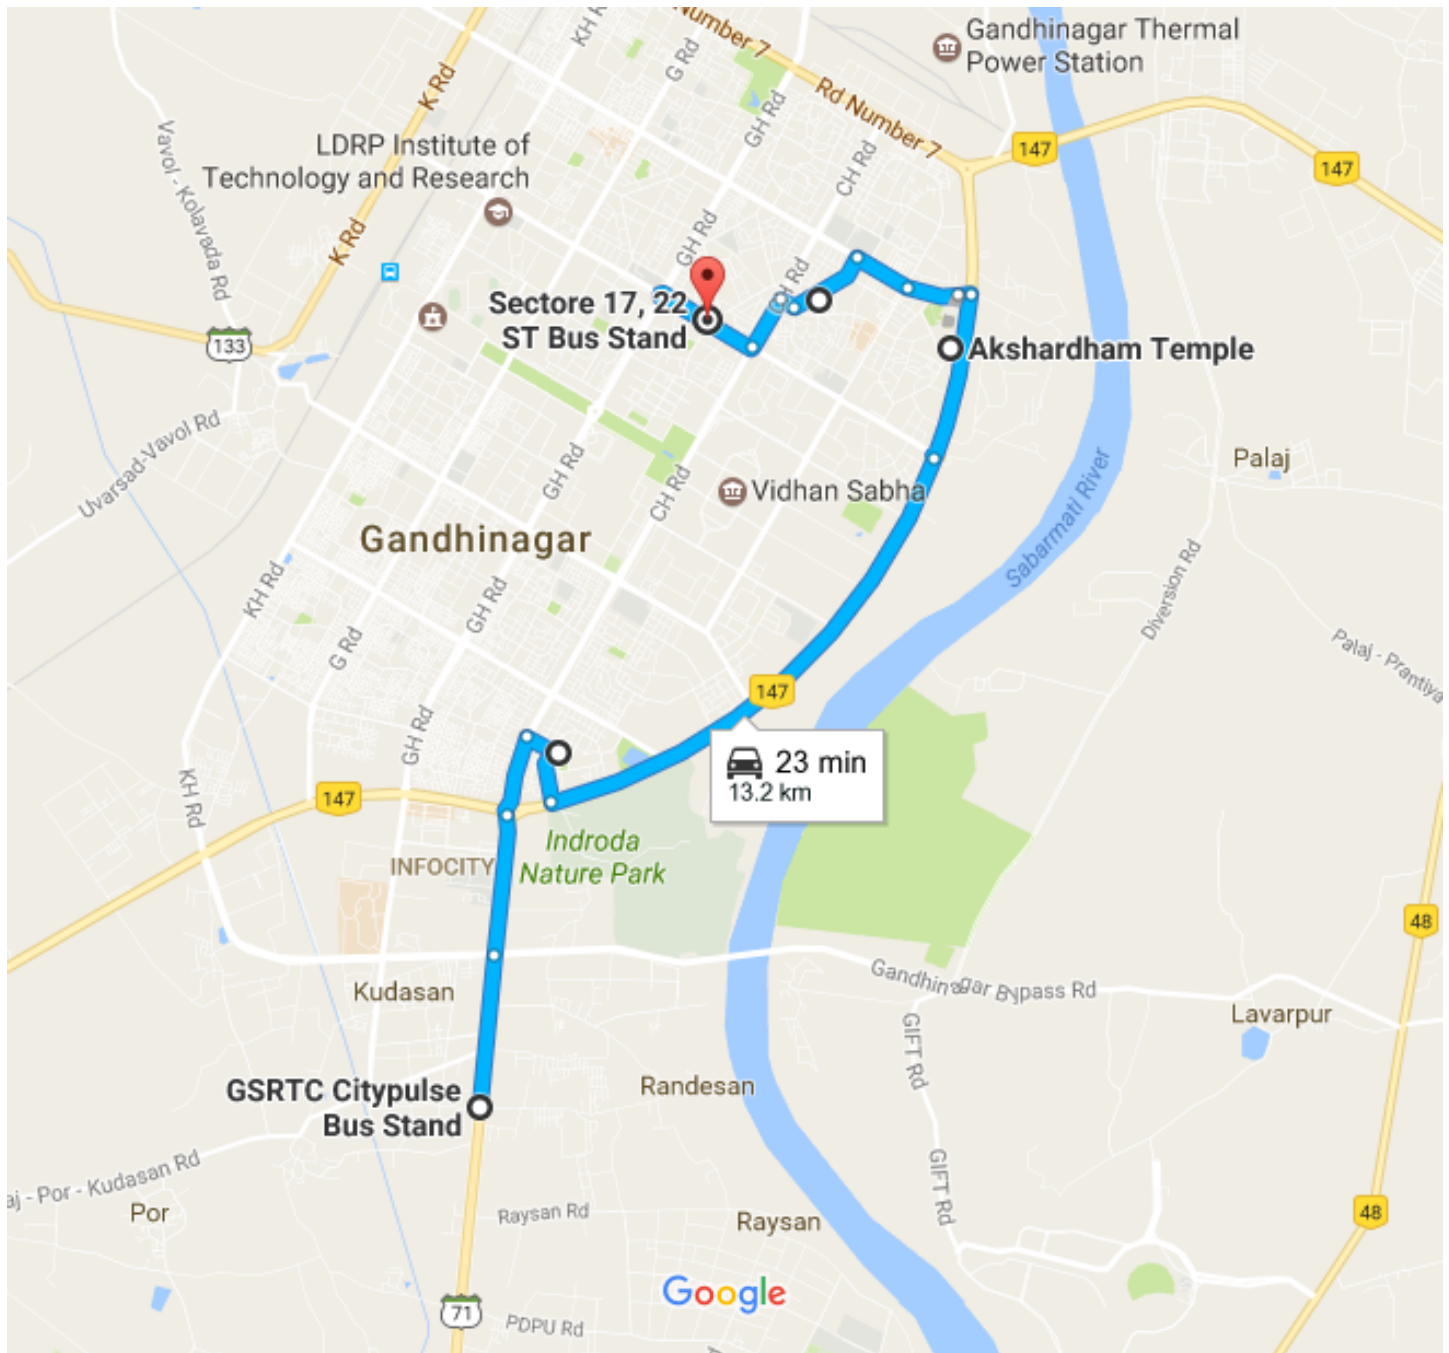 Gandhinagar Thermal
Power Station
KH R
G Rd
Number 7
Rd Number 7
GH Rd
CH Rd
147
147
K Rd
Vavol - Kolavada Rd
LDRP Institute of
Technology and Research
K Rd
GH Rd
Sectore 17, 22
ST Bus Stand
133
Akshardham Temple
Uvarsad-Vavol Rd
GH Rd
CH Rd
Vidhan Sabha
Palaj
Sabarmati River
Gandhinagar
KH Rd
GH Rd
G Rd
Diversion Rd
Palaj - Prantiya
147
GH Rd
KH Rd
147
23 min
13.2 km
Indroda
Nature Park
INFOCITY
48
Kudasan
Gandhinagar Bypass Rd
Lavarpur
GIFT Rd
GSRTC Citypulse
Bus Stand
Randesan
aj - Por - Kudasan Rd
Por
Raysan Rd
Raysan
GIFT Rd
48
Google
71
PDPU Rd